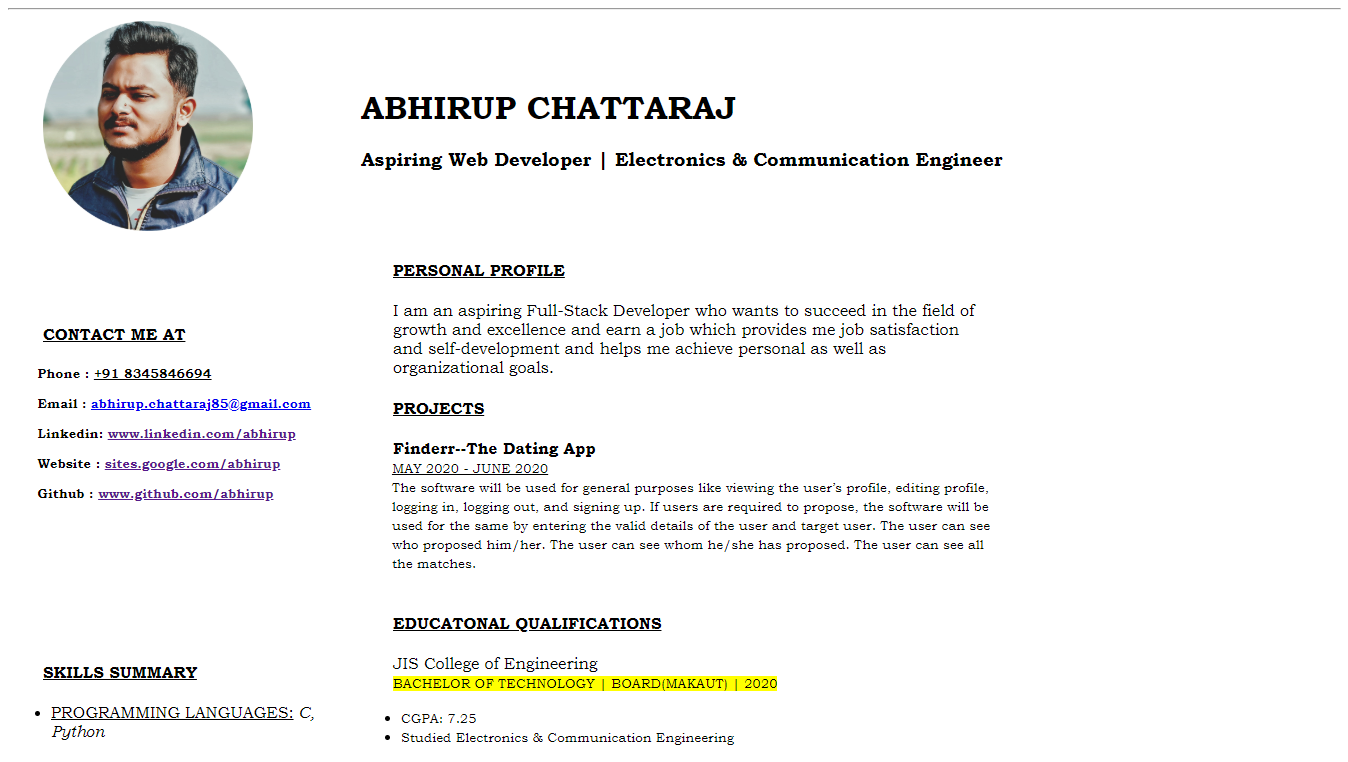 ABHIRUP CHATTARAJ
Aspiring Web Developer | Electronics & Communication Engineer
CONTACT ME AT
Phone : +91 8345846694
Email : abhirup.chattaraj85@gmail.com
Linkedin: www.linkedin.com/abhirup
Website : sites.google.com/abhirup
Github : www.github.com/abhirup
SKILLS SUMMARY
• PROGRAMMING LANGUAGES: C,
Python
PERSONAL PROFILE
I am an aspiring Full-Stack Developer who wants to succeed in the field of
growth and excellence and earn a job which provides me job satisfaction
and self-development and helps me achieve personal as well as
organizational goals.
PROJECTS
Finderr--The Dating App
MAY 2020 - JUNE 2020
The software will be used for general purposes like viewing the user’s profile, editing profile,
logging in, logging out, and signing up. If users are required to propose, the software will be
used for the same by entering the valid details of the user and target user. The user can see
who proposed him/her. The user can see whom he/she has proposed. The user can see all
the matches.
EDUCATONAL QUALIFICATIONS
JIS College of Engineering
BACHELOR OF TECHNOLOGY | BOARD(MAKAUT) | 2020
• CGPA: 7.25
• Studied Electronics & Communication Engineering